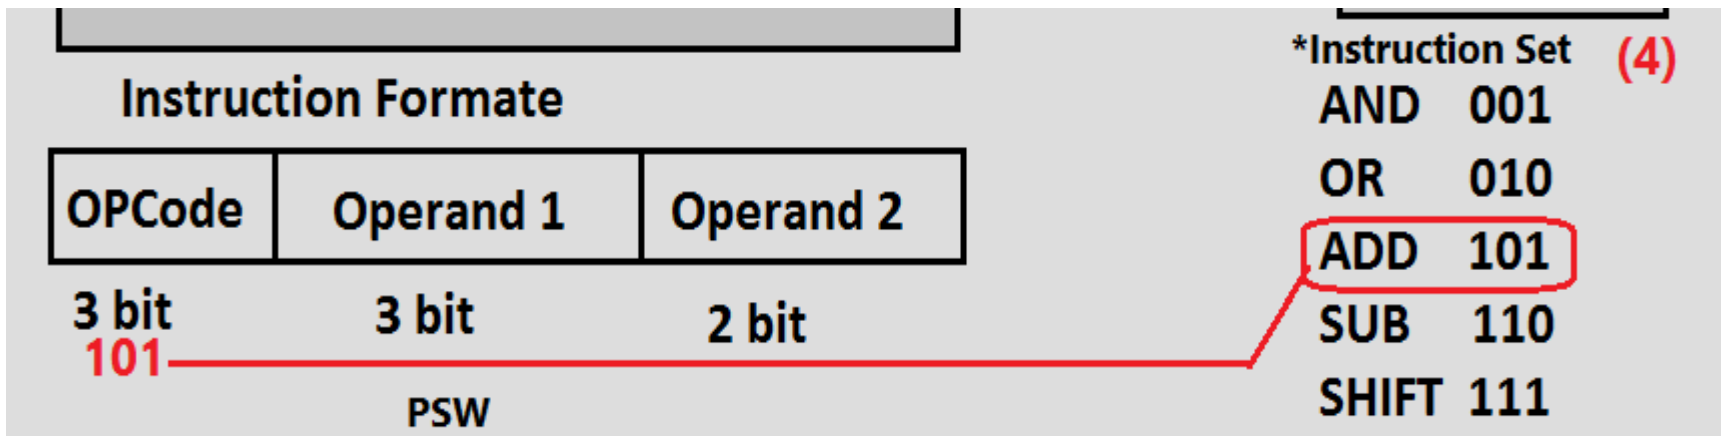 *Instruction Set (4)
Instruction Formate
AND 001
OR 010
OPCode Operand 1 Operand 2
ADD 101
3 bit 3 bit 2 bit
SUB 110
101
PSW
SHIFT 111